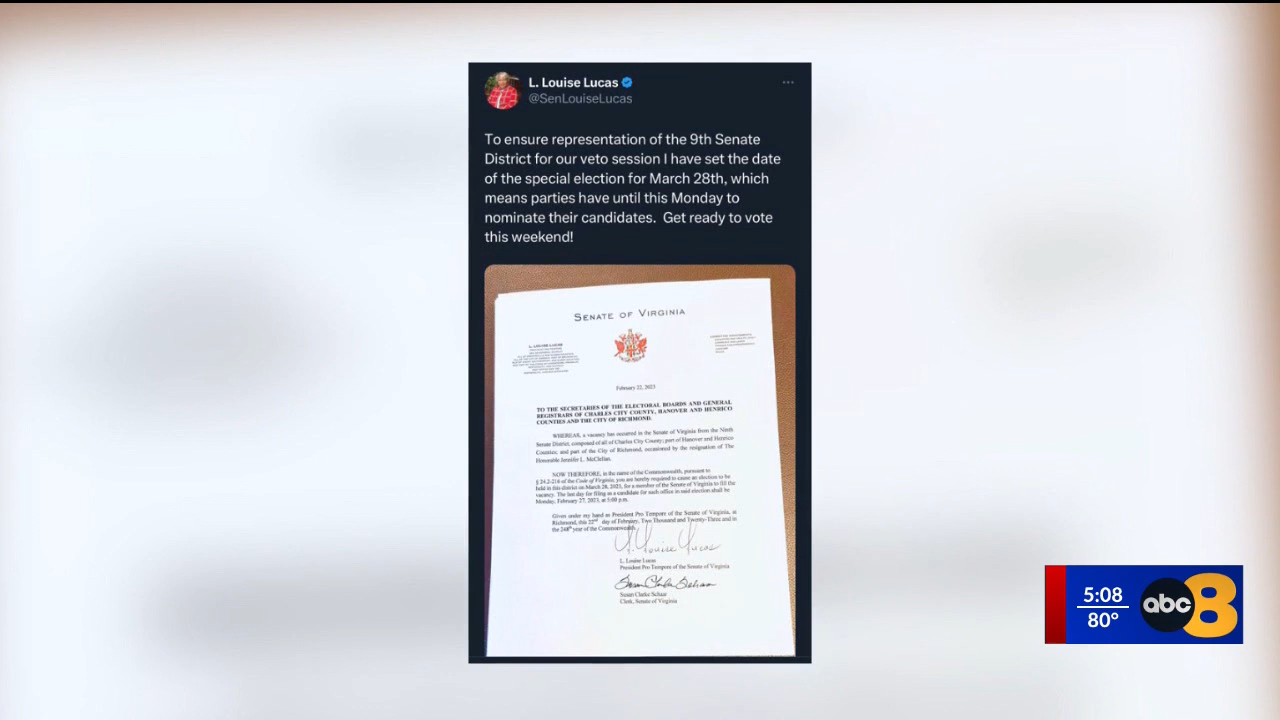 L. Louise Lucas
@SenLouiseLucas
To ensure representation of the 9th Senate
District for our veto session I have set the date
of the special election for March 28th, which
means parties have until this Monday to
nominate their candidates. Get ready to vote
this weekend!
SENATE OF VIRGINIA
L. LOUISE LUCAS
February 22, 2023
TO THE SECRETARIES OF THE ELECTORAL BOARDS AND GENERAL
REGISTRARS OF CHARLES CITY COUNTY, HANOVER AND HENRICO
COUNTIES AND THE CITY OF RICHMOND.
WHEREAS, a vacancy has occurred in the Senate of Virginia from the Ninth
Senate District, composed of all of Charles City County; part of Hanover and Henrico
Counties, and part of the City of Richmond, occasioned by the resignation of The
Honorable Jennifer L. McClellan.
NOW THEREFORE, in the name of the Commonwealth, pursuant to
§ 24.2-216 of the Code of Virginia, you are hereby required to cause an election to be
held in this district on March 28, 2023, for a member of the Senate of Virginia to fill the
vacancy. The last day for filing as a candidate for such office in said election shall be
Monday, February 27, 2023, at 5:00 p.m.
Given under my hand as President Pro Tempore of the Senate of Virginia, at
Richmond, this 22nd day of February, Two Thousand and Twenty-Three and in
the 248th year of the Commonwealth.
L. Louise Lucas
L. Louise Lucas
President Pro Tempore of the Senate of Virginia
Susan Clarke Schaar
Susan Clarke Schaar
Clerk, Senate of Virginia
5:08
80°
abc 8